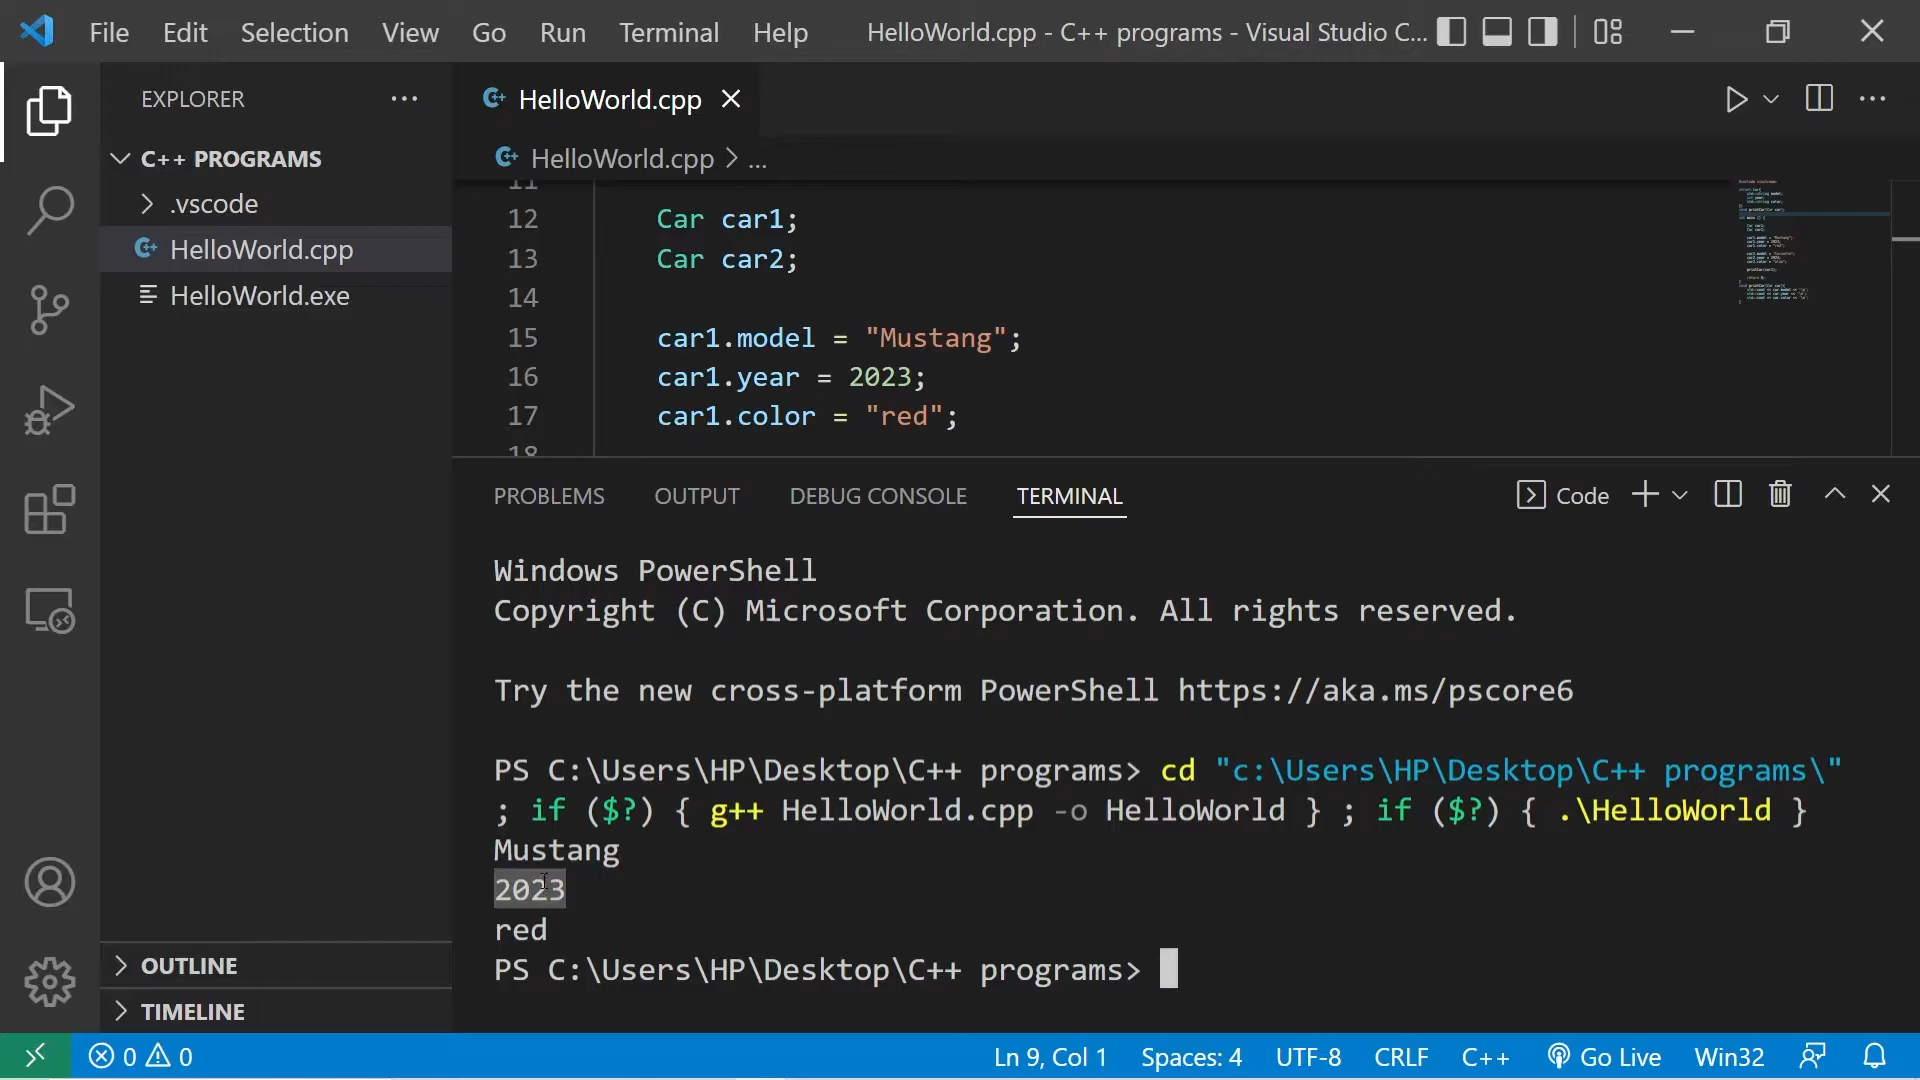 File Edit Selection View Go Run Terminal Help HelloWorld.cpp - C++ programs - Visual Studio C...
EXPLORER
C++ PROGRAMS
.vscode
HelloWorld.cpp
HelloWorld.exe
OUTLINE
TIMELINE
HelloWorld.cpp
HelloWorld.cpp > ...
11
12 Car car1;
13 Car car2;
14
15 car1.model = "Mustang";
16 car1.year = 2023;
17 car1.color = "red";
18
PROBLEMS OUTPUT DEBUG CONSOLE TERMINAL Code
Windows PowerShell
Copyright (C) Microsoft Corporation. All rights reserved.
Try the new cross-platform PowerShell https://aka.ms/pscore6
PS C:\Users\HP\Desktop\C++ programs> cd "c:\Users\HP\Desktop\C++ programs\"
; if ($?) { g++ HelloWorld.cpp -o HelloWorld } ; if ($?) { .\HelloWorld }
Mustang
2023
red
PS C:\Users\HP\Desktop\C++ programs>
0 0 Ln 9, Col 1 Spaces: 4 UTF-8 CRLF C++ Go Live Win32